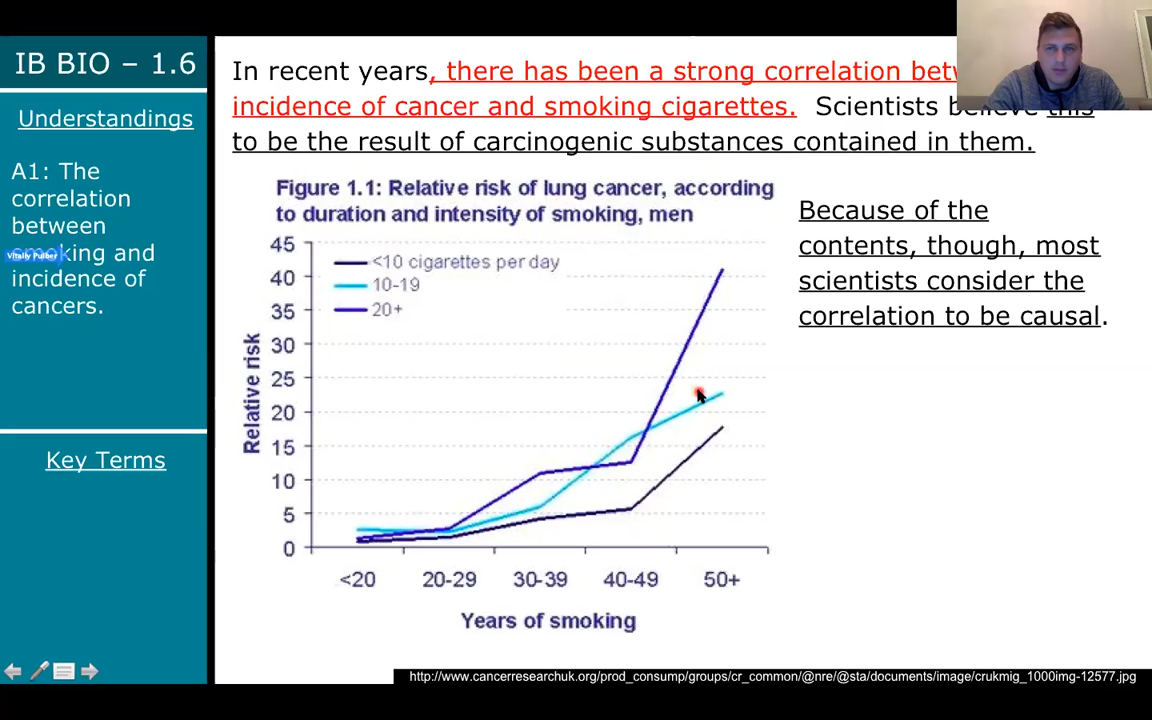 IB BIO – 1.6
Understandings
A1: The
correlation
between
smoking and
incidence of
cancers.
Vitaliy Pulber
Key Terms
In recent years, there has been a strong correlation
incidence of cancer and smoking cigarettes. Scientists believe this
to be the result of carcinogenic substances contained in them.
Figure 1.1: Relative risk of lung cancer, according
to duration and intensity of smoking, men
45
40
35
30
25
20
15
10
5
0
Relative risk
<10 cigarettes per day
10-19
20+
<20 20-29 30-39 40-49 50+
Years of smoking
Because of the
contents, though, most
scientists consider the
correlation to be causal.
http://www.cancerresearchuk.org/prod_consump/groups/cr_common/@nre/@sta/documents/image/crukmig_1000img-12577.jpg